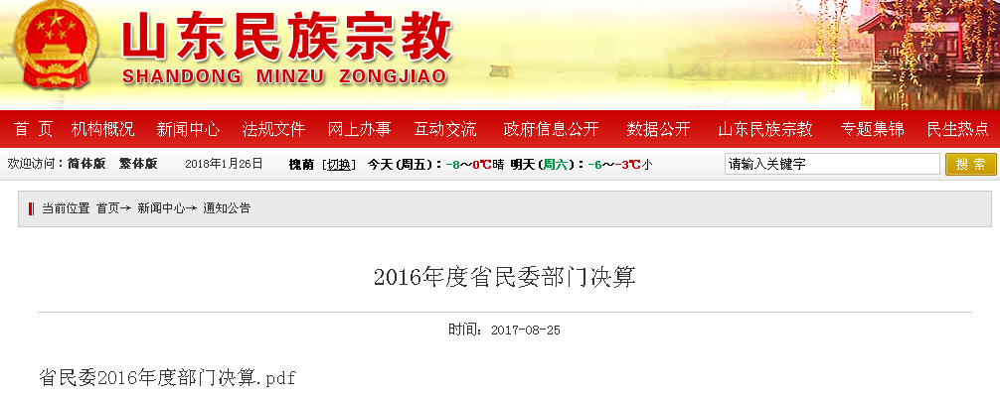 山东民族宗教
SHANDONG MINZU ZONGJIAO
首 页 机构概况 新闻中心 法规文件 网上办事 互动交流 政府信息公开 数据公开 山东民族宗教 专题集锦 民生热点
欢迎访问：简体版 繁体版 2018年1月26日 槐荫 [切换] 今天(周五)：-8～0℃晴 明天(周六)：-6～-3℃小 请输入关键字 搜 索
当前位置 首页→ 新闻中心→ 通知公告
2016年度省民委部门决算
时间：2017-08-25
省民委2016年度部门决算.pdf